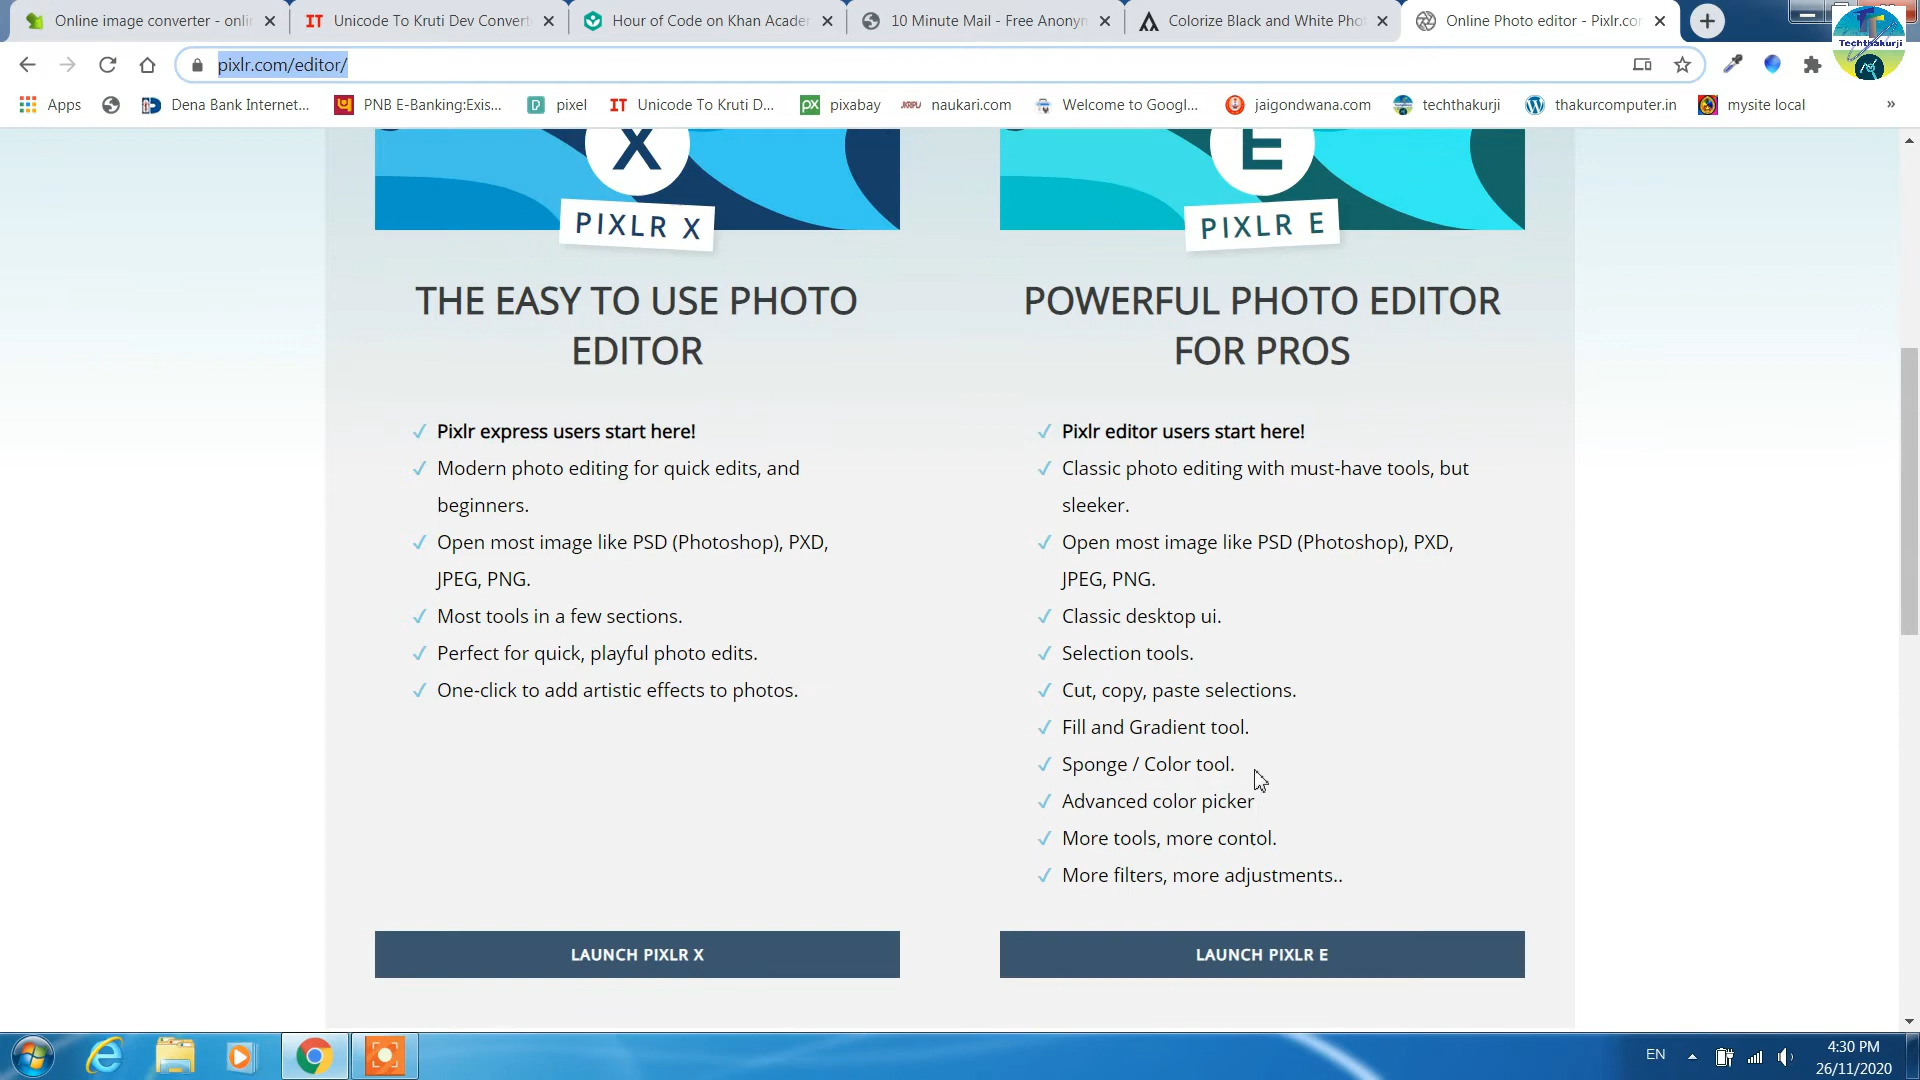 Online image converter - onlin
IT Unicode To Kruti Dev Convert
Hour of Code on Khan Acader
10 Minute Mail - Free Anonyn
Colorize Black and White Pho
Online Photo editor - Pixlr.cor
Techthakurji
pixlr.com/editor/
Apps
Dena Bank Internet...
PNB E-Banking:Exis...
pixel
IT Unicode To Kruti D...
px pixabay
naukari.com
Welcome to Googl...
jaigondwana.com
techthakurji
thakurcomputer.in
mysite local
»
X
PIXLR X
THE EASY TO USE PHOTO
EDITOR
✓ Pixlr express users start here!
✓ Modern photo editing for quick edits, and
beginners.
✓ Open most image like PSD (Photoshop), PXD,
JPEG, PNG.
✓ Most tools in a few sections.
✓ Perfect for quick, playful photo edits.
✓ One-click to add artistic effects to photos.
LAUNCH PIXLR X
E
PIXLR E
POWERFUL PHOTO EDITOR
FOR PROS
✓ Pixlr editor users start here!
✓ Classic photo editing with must-have tools, but
sleeker.
✓ Open most image like PSD (Photoshop), PXD,
JPEG, PNG.
✓ Classic desktop ui.
✓ Selection tools.
✓ Cut, copy, paste selections.
✓ Fill and Gradient tool.
✓ Sponge / Color tool.
✓ Advanced color picker
✓ More tools, more contol.
✓ More filters, more adjustments..
LAUNCH PIXLR E
EN
4:30 PM
26/11/2020